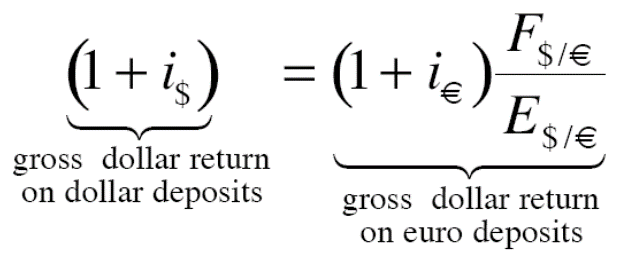 (1 + i$) = (1 + i€) F$/€ / E$/€
gross dollar return
on dollar deposits
gross dollar return
on euro deposits